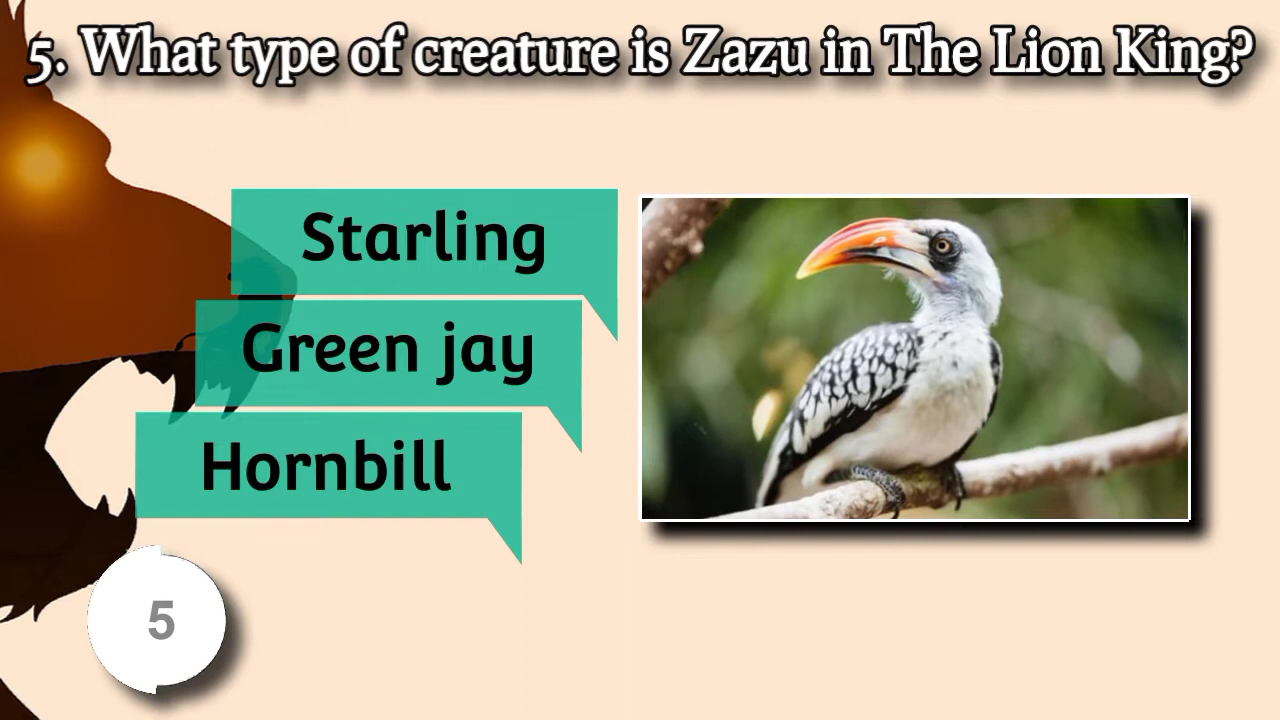 5. What type of creature is Zazu in The Lion King?
Starling
Green jay
Hornbill
5